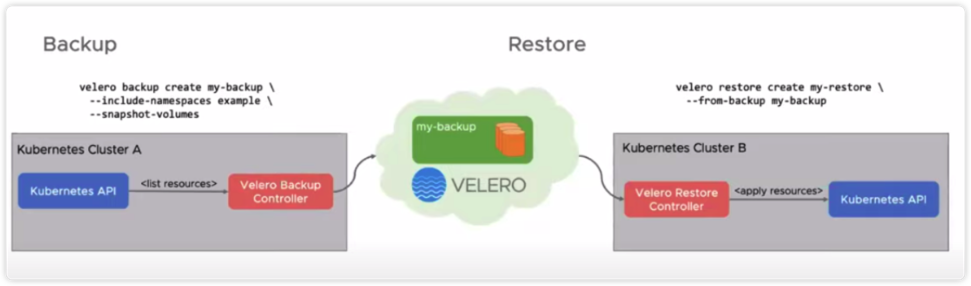 Backup
velero backup create my-backup \
--include-namespaces example \
--snapshot-volumes
Kubernetes Cluster A
Kubernetes API
<list resources>
Velero Backup
Controller
my-backup
VELERO
Restore
velero restore create my-restore \
--from-backup my-backup
Kubernetes Cluster B
Velero Restore
Controller
<apply resources>
Kubernetes API